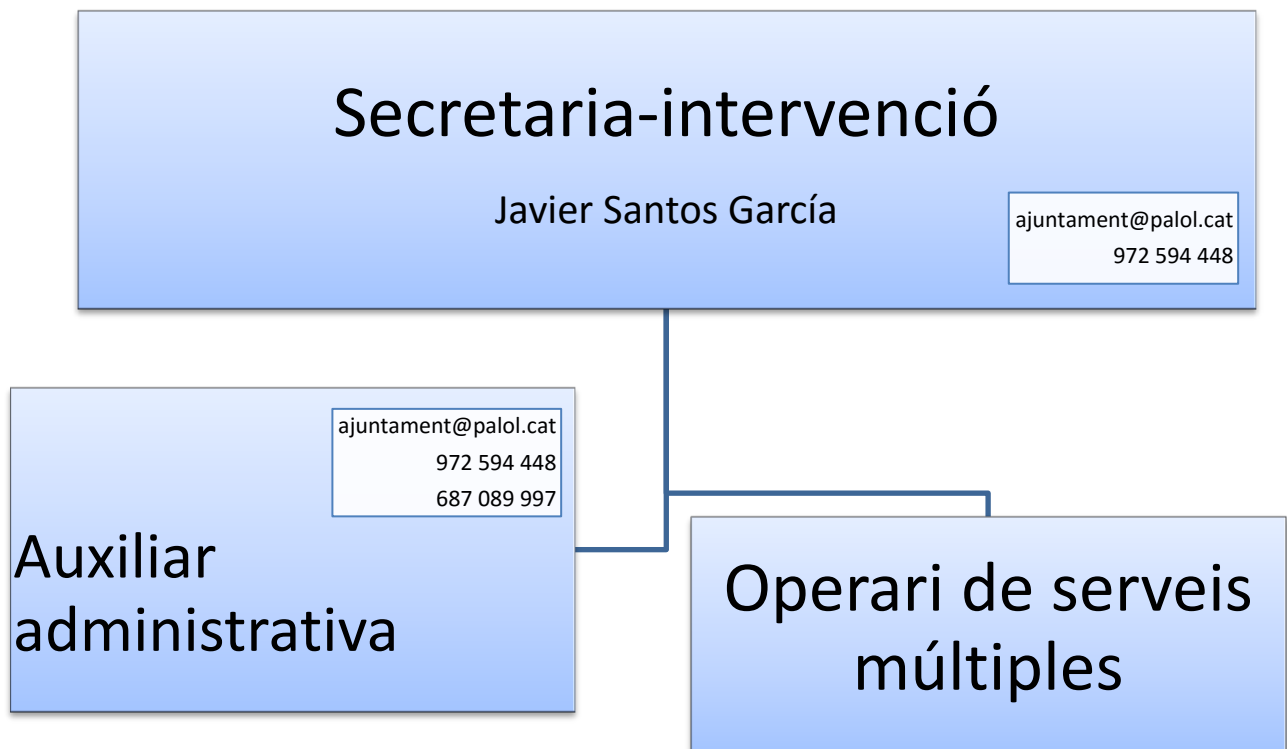 Secretaria-intervenció
Javier Santos García
ajuntament@palol.cat
972 594 448
ajuntament@palol.cat
972 594 448
687 089 997
Auxiliar
administrativa
Operari de serveis
múltiples